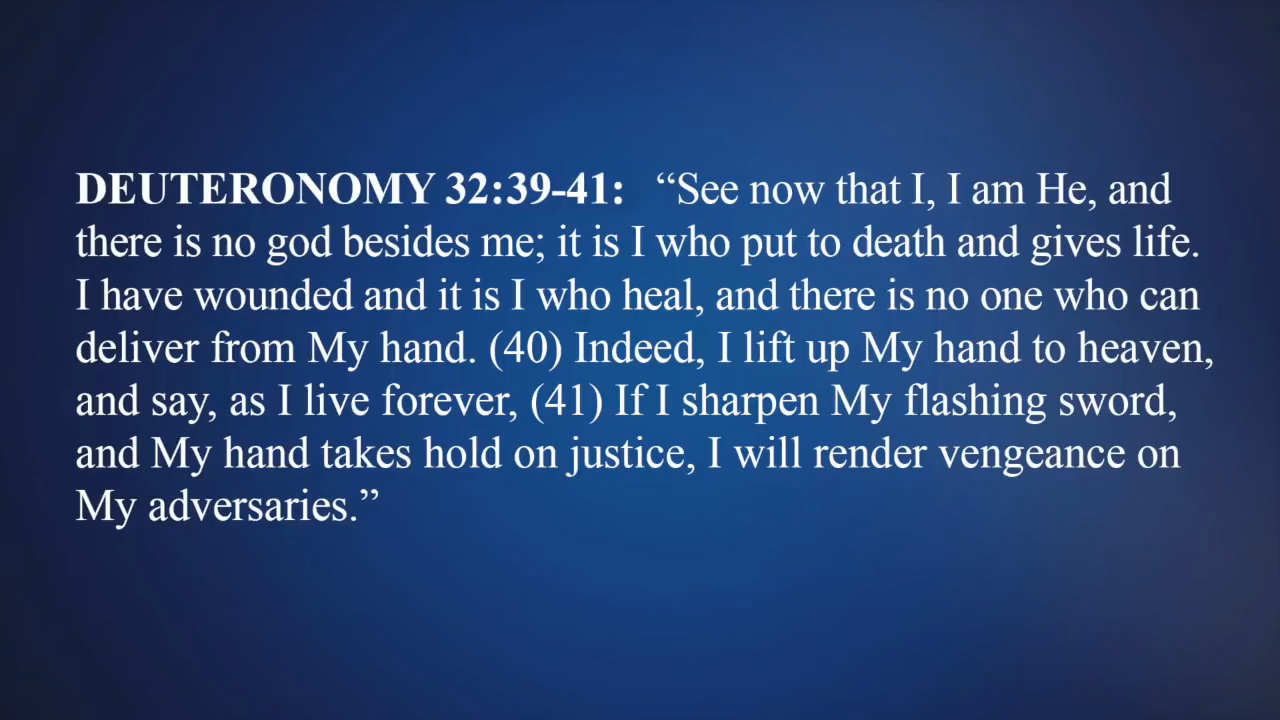 DEUTERONOMY 32:39-41: “See now that I, I am He, and
there is no god besides me; it is I who put to death and gives life.
I have wounded and it is I who heal, and there is no one who can
deliver from My hand. (40) Indeed, I lift up My hand to heaven,
and say, as I live forever, (41) If I sharpen My flashing sword,
and My hand takes hold on justice, I will render vengeance on
My adversaries.”